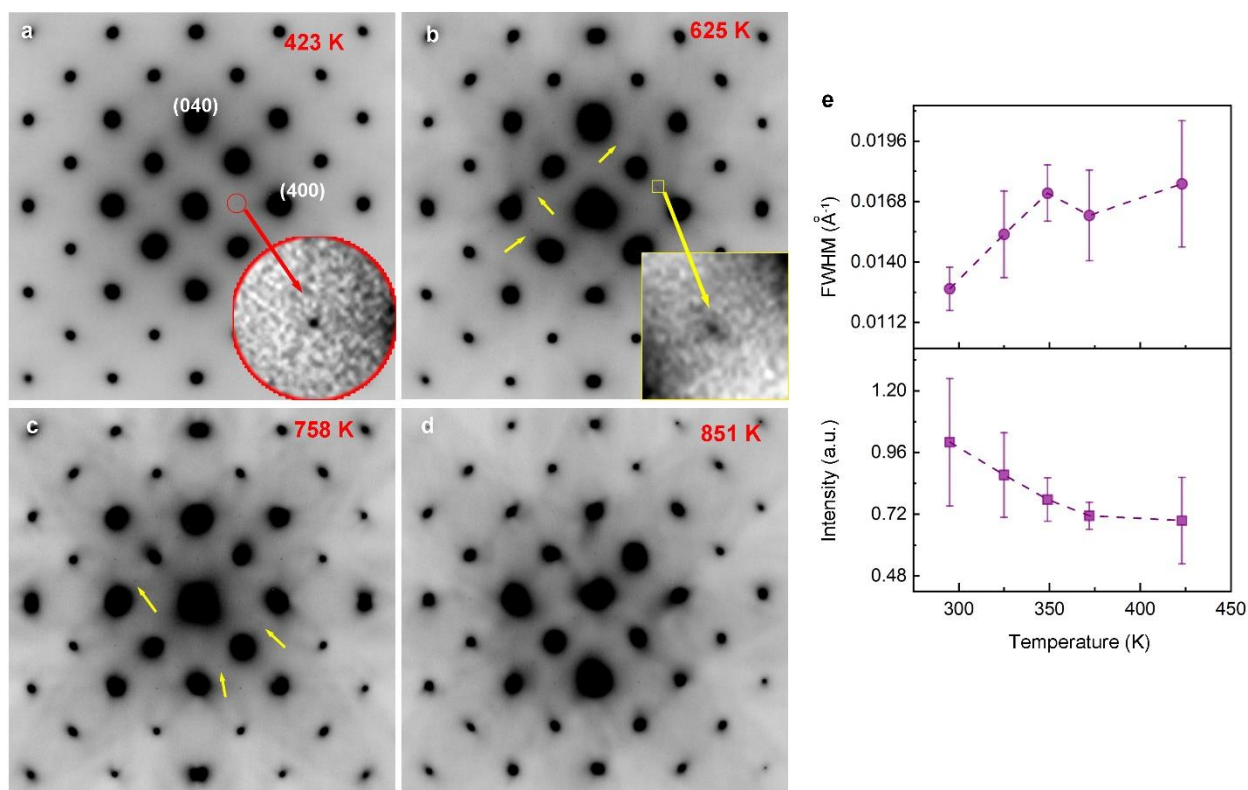 a
423 K
(040)
(400)
b
625 K
c
758 K
d
851 K
e
FWHM (Å⁻¹)
0.0196
0.0168
0.0140
0.0112
Intensity (a.u.)
1.20
0.96
0.72
0.48
300
350
400
450
Temperature (K)